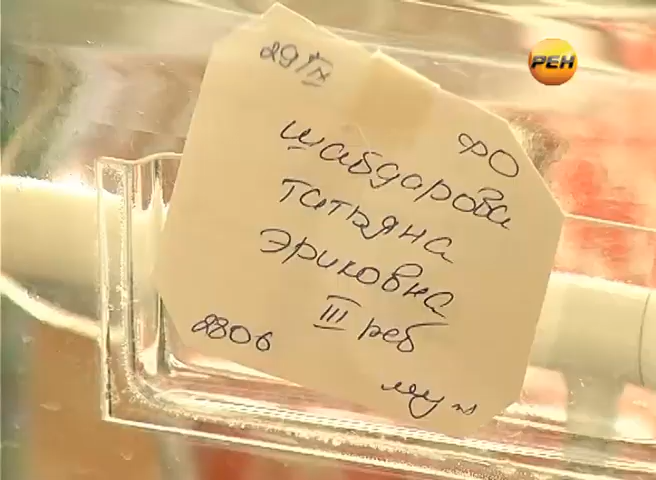 29/IX
РЕН
ФО
Шабдарова
Татьяна
Эриковна
III реб
2806
муж